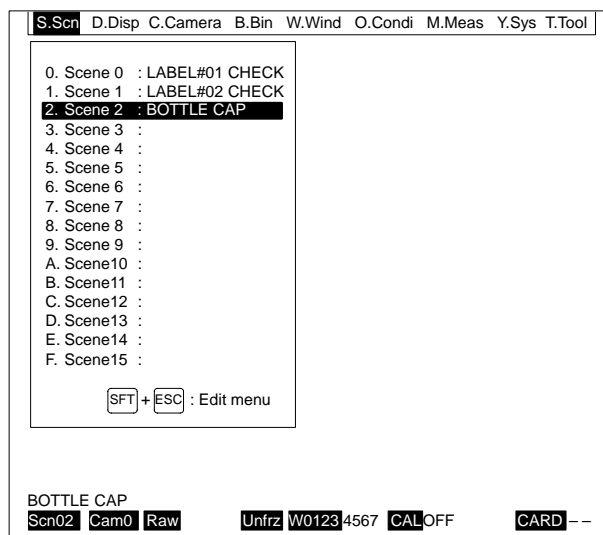 S.Scn D.Disp C.Camera B.Bin W.Wind O.Condi M.Meas Y.Sys T.Tool
0. Scene 0 : LABEL#01 CHECK
1. Scene 1 : LABEL#02 CHECK
2. Scene 2 : BOTTLE CAP
3. Scene 3 :
4. Scene 4 :
5. Scene 5 :
6. Scene 6 :
7. Scene 7 :
8. Scene 8 :
9. Scene 9 :
A. Scene10 :
B. Scene11 :
C. Scene12 :
D. Scene13 :
E. Scene14 :
F. Scene15 :
SFT + ESC : Edit menu
BOTTLE CAP
Scn02 Cam0 Raw Unfrz W01234567 CALOFF CARD – –